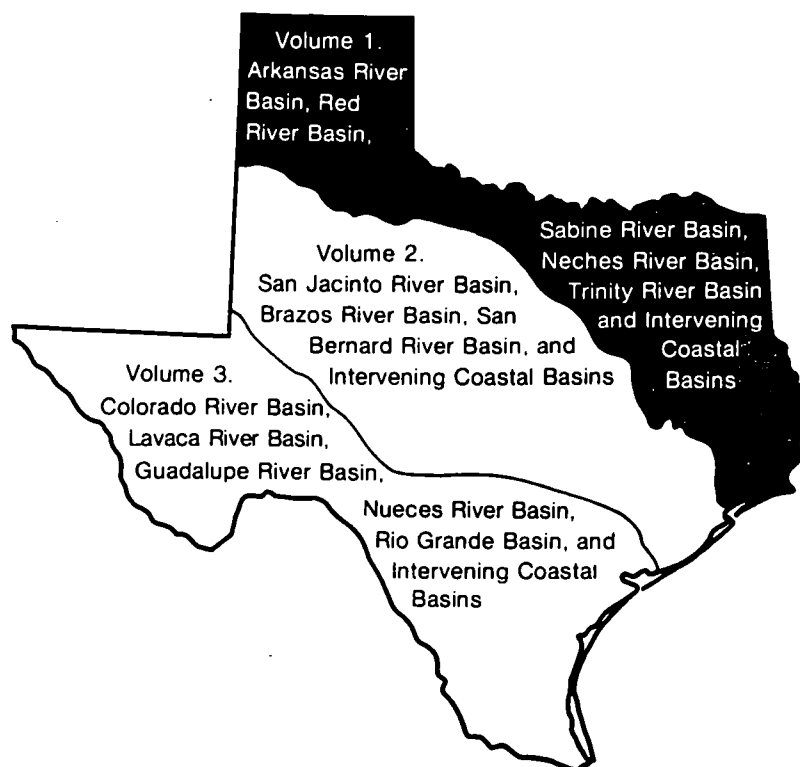 Volume 1.
Arkansas River
Basin, Red
River Basin,
Sabine River Basin,
Neches River Basin,
Trinity River Basin
and Intervening
Coastal
Basins
Volume 2.
San Jacinto River Basin,
Brazos River Basin, San
Bernard River Basin, and
Intervening Coastal Basins
Volume 3.
Colorado River Basin,
Lavaca River Basin,
Guadalupe River Basin,
Nueces River Basin,
Rio Grande Basin, and
Intervening Coastal
Basins